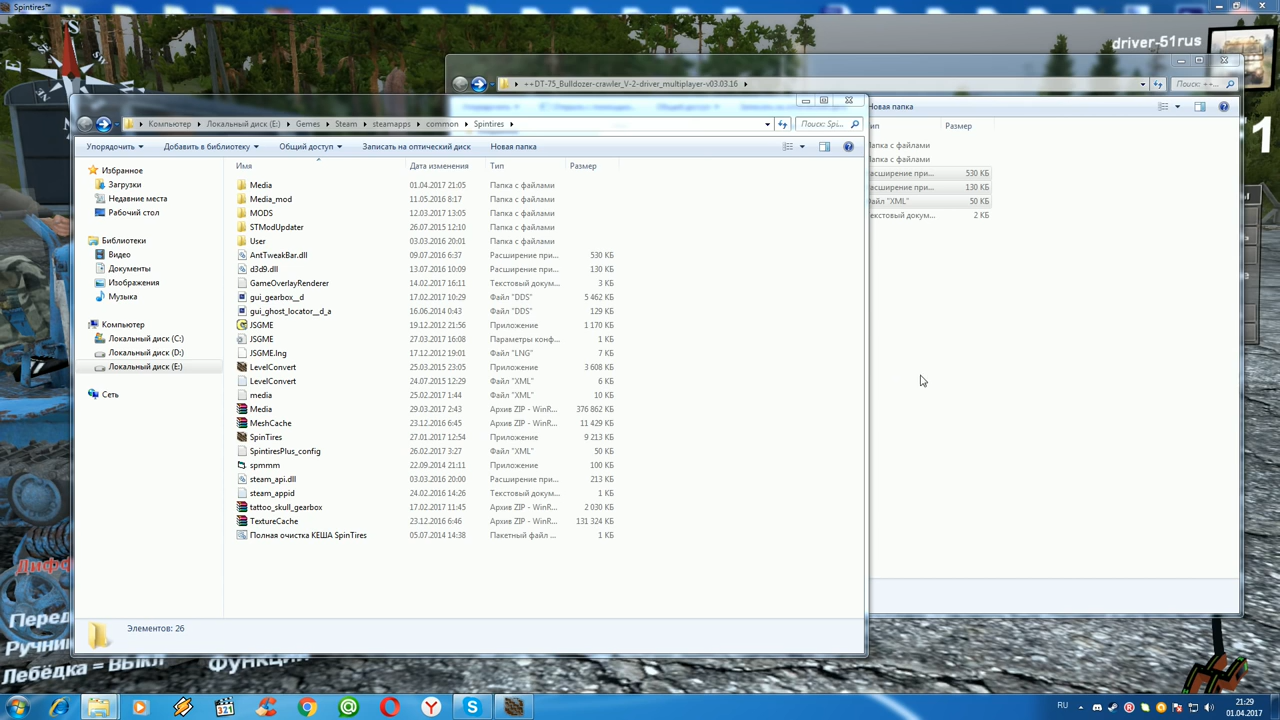 Spintires™
driver-51rus
++DT-75_Bulldozer-crawler_V-2-driver_multiplayer-v03.03.16
Поиск: ++...
Новая папка
Размер
Папка с файлами
Папка с файлами
530 КБ
130 КБ
50 КБ
2 КБ
1
Компьютер Локальный диск (E:) Games Steam steamapps common Spintires
Поиск: Spi...
Упорядочить Добавить в библиотеку Общий доступ Записать на оптический диск Новая папка
Избранное
Загрузки
Недавние места
Рабочий стол
Библиотеки
Видео
Документы
Изображения
Музыка
Компьютер
Локальный диск (C:)
Локальный диск (D:)
Локальный диск (E:)
Сеть
Имя Дата изменения Тип Размер
Media 01.04.2017 21:05 Папка с файлами
Media_mod 11.05.2016 8:17 Папка с файлами
MODS 12.03.2017 13:05 Папка с файлами
STModUpdater 26.07.2015 12:10 Папка с файлами
User 03.03.2016 20:01 Папка с файлами
AntTweakBar.dll 09.07.2016 6:37 Расширение при... 530 КБ
d3d9.dll 13.07.2016 10:09 Расширение при... 130 КБ
GameOverlayRenderer 14.02.2017 16:11 Текстовый докум... 3 КБ
gui_gearbox__d 17.02.2017 10:29 Файл "DDS" 5 462 КБ
gui_ghost_locator__d_a 16.06.2014 0:43 Файл "DDS" 129 КБ
JSGME 19.12.2012 21:56 Приложение 1 170 КБ
JSGME 27.03.2017 16:08 Параметры конф... 1 КБ
JSGME.lng 17.12.2012 19:01 Файл "LNG" 7 КБ
LevelConvert 25.03.2015 23:05 Приложение 3 608 КБ
LevelConvert 24.07.2015 12:29 Файл "XML" 6 КБ
media 25.02.2017 1:44 Файл "XML" 10 КБ
Media 29.03.2017 2:43 Архив ZIP - WinR... 376 862 КБ
MeshCache 23.12.2016 6:45 Архив ZIP - WinR... 11 429 КБ
SpinTires 27.01.2017 12:54 Приложение 9 213 КБ
SpintiresPlus_config 26.02.2017 3:27 Файл "XML" 50 КБ
spmmm 22.09.2014 21:11 Приложение 100 КБ
steam_api.dll 03.03.2016 20:00 Расширение при... 213 КБ
steam_appid 24.02.2016 14:26 Текстовый докум... 1 КБ
tattoo_skull_gearbox 17.02.2017 11:45 Архив ZIP - WinR... 2 030 КБ
TextureCache 23.12.2016 6:46 Архив ZIP - WinR... 131 324 КБ
Полная очистка КЕША SpinTires 05.07.2014 14:38 Пакетный файл ... 1 КБ
Элементов: 26
Лебёдка = ВЫКЛ
RU
21:29
01.04.2017